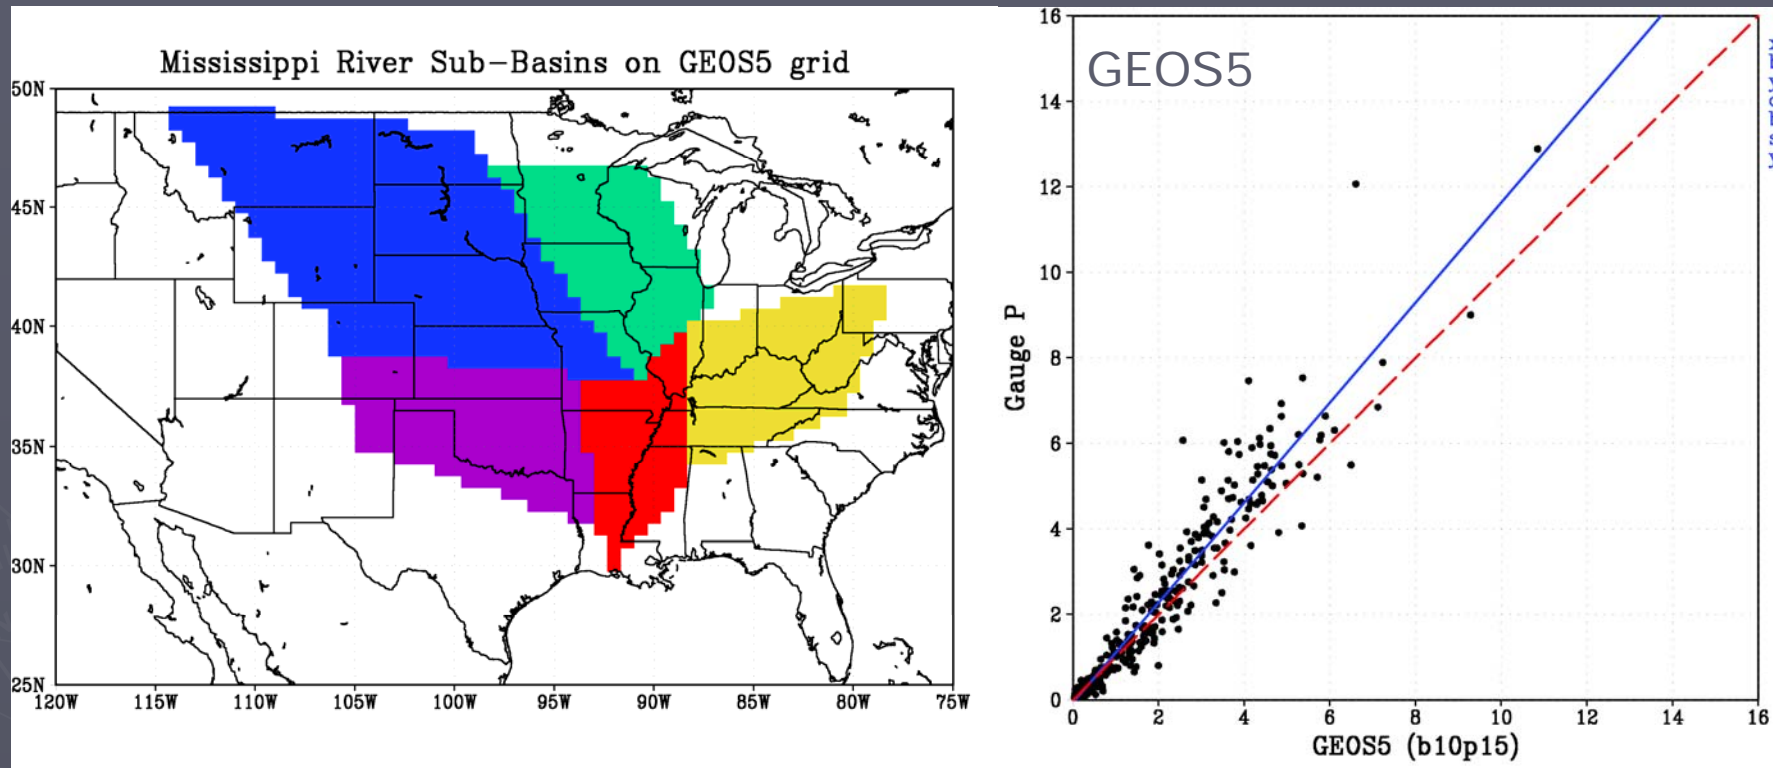 Mississippi River Sub-Basins on GEOS5 grid
50N
45N
40N
35N
30N
25N
120W 115W 110W 105W 100W 95W 90W 85W 80W 75W
GEOS5
16
14
12
10
8
6
4
2
0
Gauge P
0 2 4 6 8 10 12 14 16
GEOS5 (b10p15)